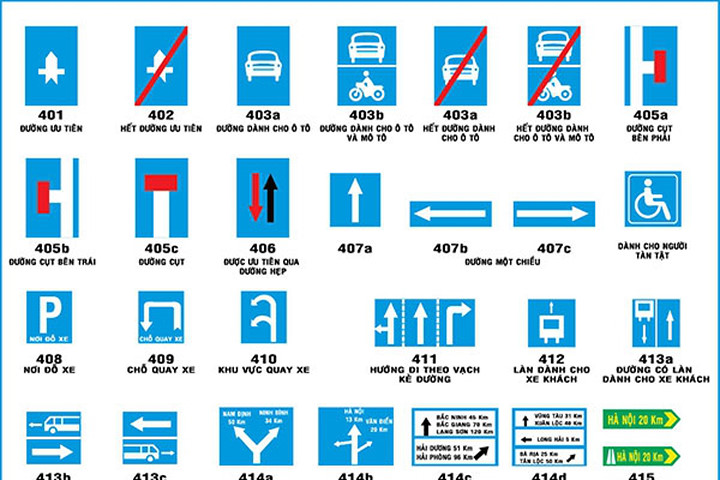 401
402
403a
403b
403a
403b
405a
ĐƯỜNG ƯU TIÊN
HẾT ĐƯỜNG ƯU TIÊN
ĐƯỜNG DÀNH CHO Ô TÔ
ĐƯỜNG DÀNH CHO Ô TÔ
VÀ MÔ TÔ
HẾT ĐƯỜNG DÀNH
CHO Ô TÔ
HẾT ĐƯỜNG DÀNH
CHO Ô TÔ VÀ MÔ TÔ
ĐƯỜNG CỤT
BÊN PHẢI
405b
405c
406
407a
407b
407c
ĐƯỜNG CỤT BÊN TRÁI
ĐƯỜNG CỤT
ĐƯỢC ƯU TIÊN QUA
ĐƯỜNG HẸP
ĐƯỜNG MỘT CHIỀU
DÀNH CHO NGƯỜI
TÀN TẬT
P
NƠI ĐỖ XE
CHỖ QUAY XE
408
409
410
411
412
413a
NƠI ĐỖ XE
CHỖ QUAY XE
KHU VỰC QUAY XE
HƯỚNG ĐI THEO VẠCH
KẺ ĐƯỜNG
LÀN DÀNH CHO
XE KHÁCH
ĐƯỜNG CÓ LÀN
DÀNH CHO XE KHÁCH
NAM ĐỊNH
50 Km
NINH BÌNH
34 Km
HÀ NỘI
13 Km
VĂN ĐIỂN
20 Km
BẮC NINH 45 Km
BẮC GIANG 70 Km
LẠNG SƠN 120 Km
HẢI DƯƠNG 51 Km
HẢI PHÒNG 96 Km
VŨNG TÀU 31 Km
XUÂN LỘC 40 Km
LONG HẢI 5 Km
BÀ RỊA 25 Km
TÂN LỘC 50 Km
HÀ NỘI 20 Km
HÀ NỘI 20 Km
413b
413c
414a
414b
414c
414d
415